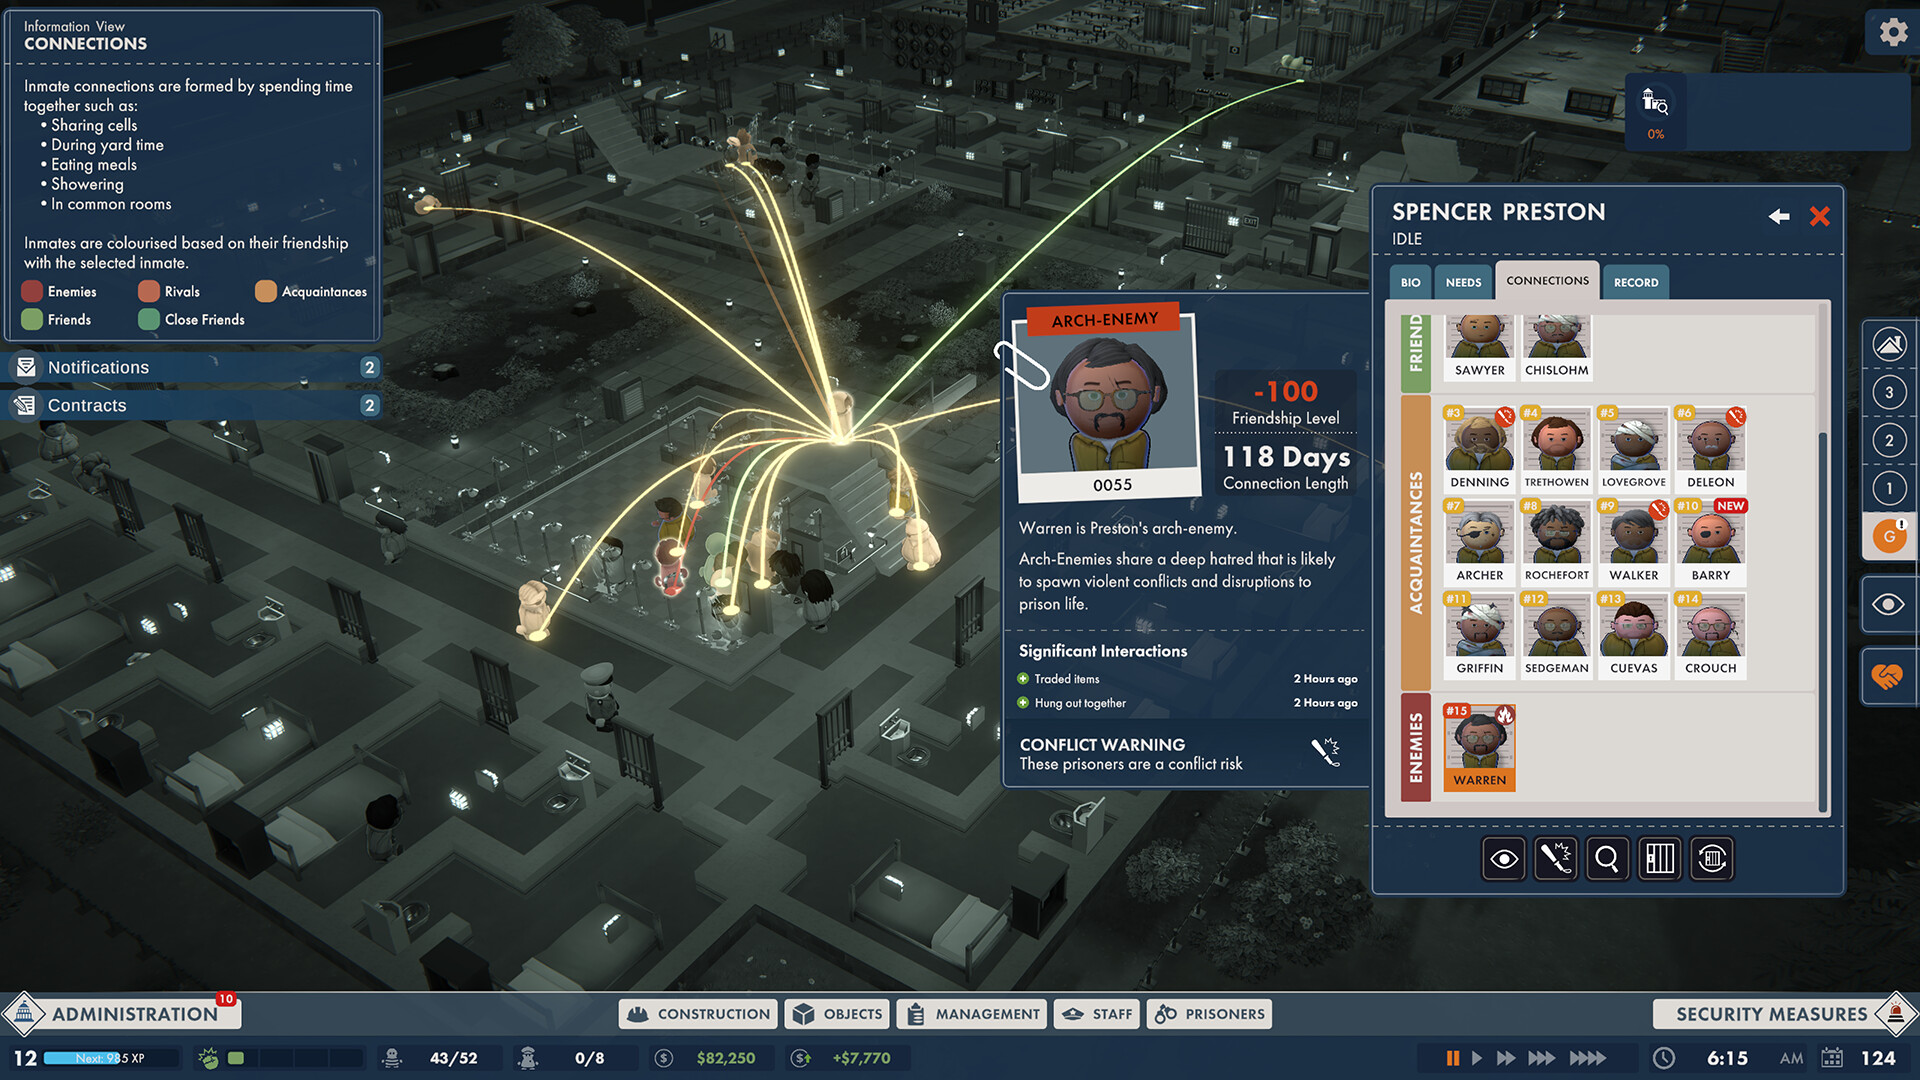 Information View
CONNECTIONS
Inmate connections are formed by spending time
together such as:
• Sharing cells
• During yard time
• Eating meals
• Showering
• In common rooms
Inmates are colourised based on their friendship
with the selected inmate.
Enemies Rivals Acquaintances
Friends Close Friends
Notifications 2
Contracts 2
0%
EXIT
ARCH-ENEMY
0055
-100
Friendship Level
118 Days
Connection Length
Warren is Preston's arch-enemy.
Arch-Enemies share a deep hatred that is likely
to spawn violent conflicts and disruptions to
prison life.
Significant Interactions
Traded items 2 Hours ago
Hung out together 2 Hours ago
CONFLICT WARNING
These prisoners are a conflict risk
SPENCER PRESTON
IDLE
BIO NEEDS CONNECTIONS RECORD
FRIEND
SAWYER CHISLOHM
ACQUAINTANCES
#3 #4 #5 #6
DENNING TRETHOWEN LOVEGROVE DELEON
#7 #8 #9 #10 NEW
ARCHER ROCHEFORT WALKER BARRY
#11 #12 #13 #14
GRIFFIN SEDGEMAN CUEVAS CROUCH
ENEMIES
#15
WARREN
3
2
1
G !
ADMINISTRATION 10
CONSTRUCTION OBJECTS MANAGEMENT STAFF PRISONERS
SECURITY MEASURES
12 Next: 985 XP 43/52 0/8 $ $82,250 $ +$7,770 6:15 AM 124